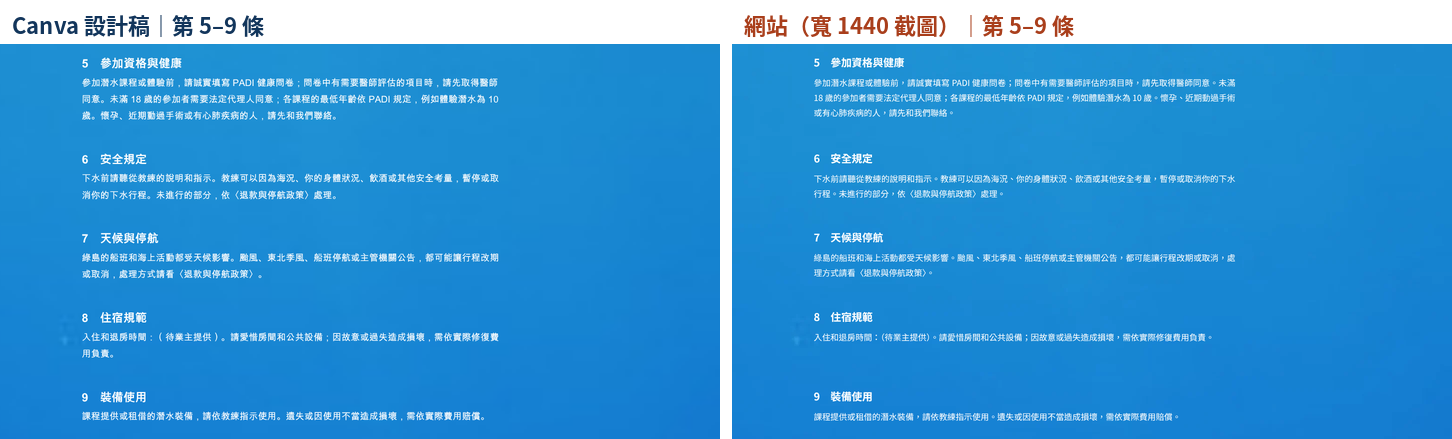 Canva 設計稿｜第 5–9 條
5 參加資格與健康
參加潛水課程或體驗前，請誠實填寫 PADI 健康問卷；問卷中有需要醫師評估的項目時，請先取得醫師
同意。未滿 18 歲的參加者需要法定代理人同意；各課程的最低年齡依 PADI 規定，例如體驗潛水為 10
歲。懷孕、近期動過手術或有心肺疾病的人，請先和我們聯絡。
6 安全規定
下水前請聽從教練的說明和指示。教練可以因為海況、你的身體狀況、飲酒或其他安全考量，暫停或取
消你的下水行程。未進行的部分，依〈退款與停航政策〉處理。
7 天候與停航
綠島的船班和海上活動都受天候影響。颱風、東北季風、船班停航或主管機關公告，都可能讓行程改期
或取消，處理方式請看〈退款與停航政策〉。
8 住宿規範
入住和退房時間：（待業主提供）。請愛惜房間和公共設備；因故意或過失造成損壞，需依實際修復費
用負責。
9 裝備使用
課程提供或租借的潛水裝備，請依教練指示使用。遺失或因使用不當造成損壞，需依實際費用賠償。
網站（寬 1440 截圖）｜第 5–9 條
5 參加資格與健康
參加潛水課程或體驗前，請誠實填寫 PADI 健康問卷；問卷中有需要醫師評估的項目時，請先取得醫師同意。未滿
18 歲的參加者需要法定代理人同意；各課程的最低年齡依 PADI 規定，例如體驗潛水為 10 歲。懷孕、近期動過手術
或有心肺疾病的人，請先和我們聯絡。
6 安全規定
下水前請聽從教練的說明和指示。教練可以因為海況、你的身體狀況、飲酒或其他安全考量，暫停或取消你的下水
行程。未進行的部分，依〈退款與停航政策〉處理。
7 天候與停航
綠島的船班和海上活動都受天候影響。颱風、東北季風、船班停航或主管機關公告，都可能讓行程改期或取消，處
理方式請看〈退款與停航政策〉。
8 住宿規範
入住和退房時間：（待業主提供）。請愛惜房間和公共設備；因故意或過失造成損壞，需依實際修復費用負責。
9 裝備使用
課程提供或租借的潛水裝備，請依教練指示使用。遺失或因使用不當造成損壞，需依實際費用賠償。